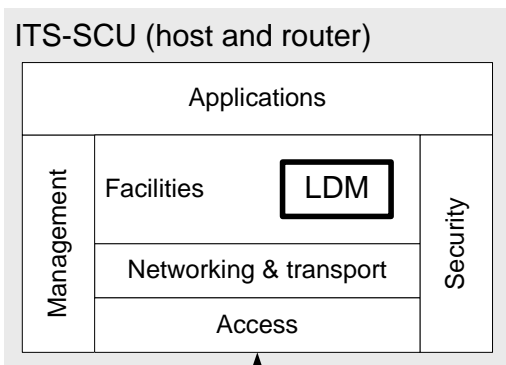 ITS-SCU (host and router)
Applications
Management
Facilities
LDM
Security
Networking & transport
Access